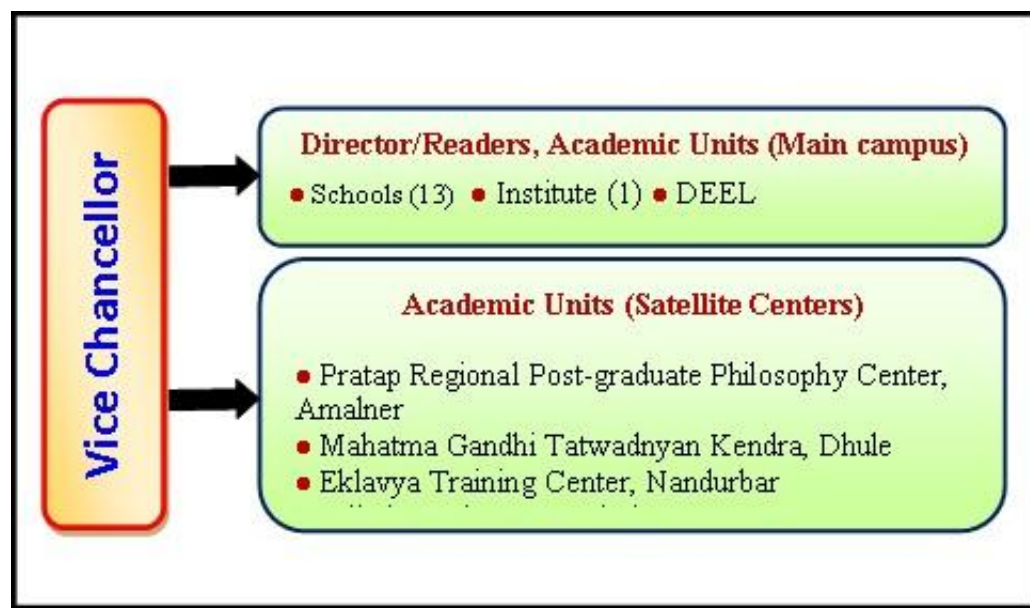 Vice Chancellor
Director/Readers, Academic Units (Main campus)
● Schools (13) ● Institute (1) ● DEEL
Academic Units (Satellite Centers)
● Pratap Regional Post-graduate Philosophy Center,
Amalner
● Mahatma Gandhi Tatwadnyan Kendra, Dhule
● Eklavya Training Center, Nandurbar